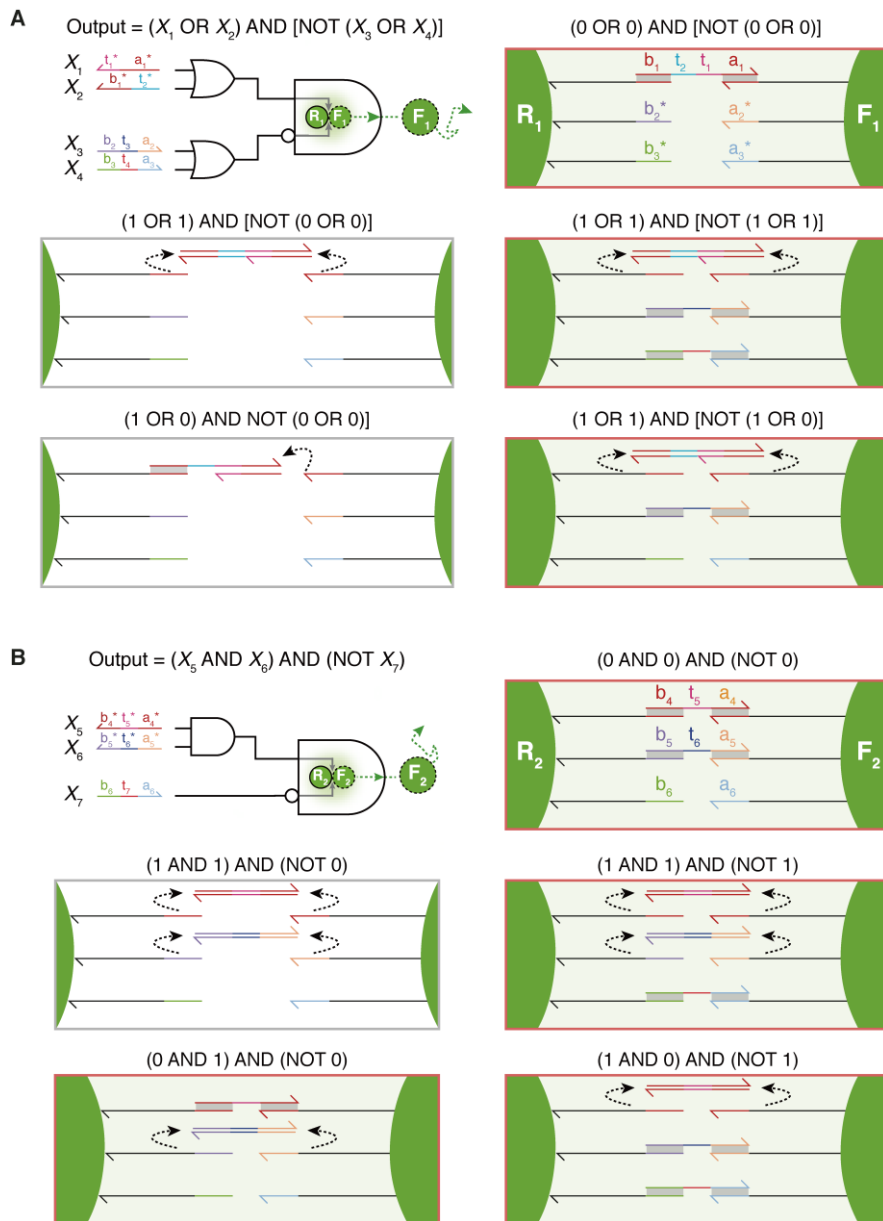 A
Output = (X₁ OR X₂) AND [NOT (X₃ OR X₄)]
X₁ t₁* a₁*
X₂ b₁* t₂*
X₃ b₂ t₃ a₂
X₄ b₃ t₄ a₃
R₁ F₁
F₁
(0 OR 0) AND [NOT (0 OR 0)]
b₁ t₂ t₁ a₁
R₁ b₂* a₂* F₁
b₃* a₃*
(1 OR 1) AND [NOT (0 OR 0)]
(1 OR 1) AND [NOT (1 OR 1)]
(1 OR 0) AND NOT (0 OR 0)]
(1 OR 1) AND [NOT (1 OR 0)]
B
Output = (X₅ AND X₆) AND (NOT X₇)
X₅ b₄* t₅* a₄*
X₆ b₅* t₆* a₅*
X₇ b₆ t₇ a₆
R₂ F₂
F₂
(0 AND 0) AND (NOT 0)
b₄ t₅ a₄
R₂ b₅ t₆ a₅ F₂
b₆ a₆
(1 AND 1) AND (NOT 0)
(1 AND 1) AND (NOT 1)
(0 AND 1) AND (NOT 0)
(1 AND 0) AND (NOT 1)